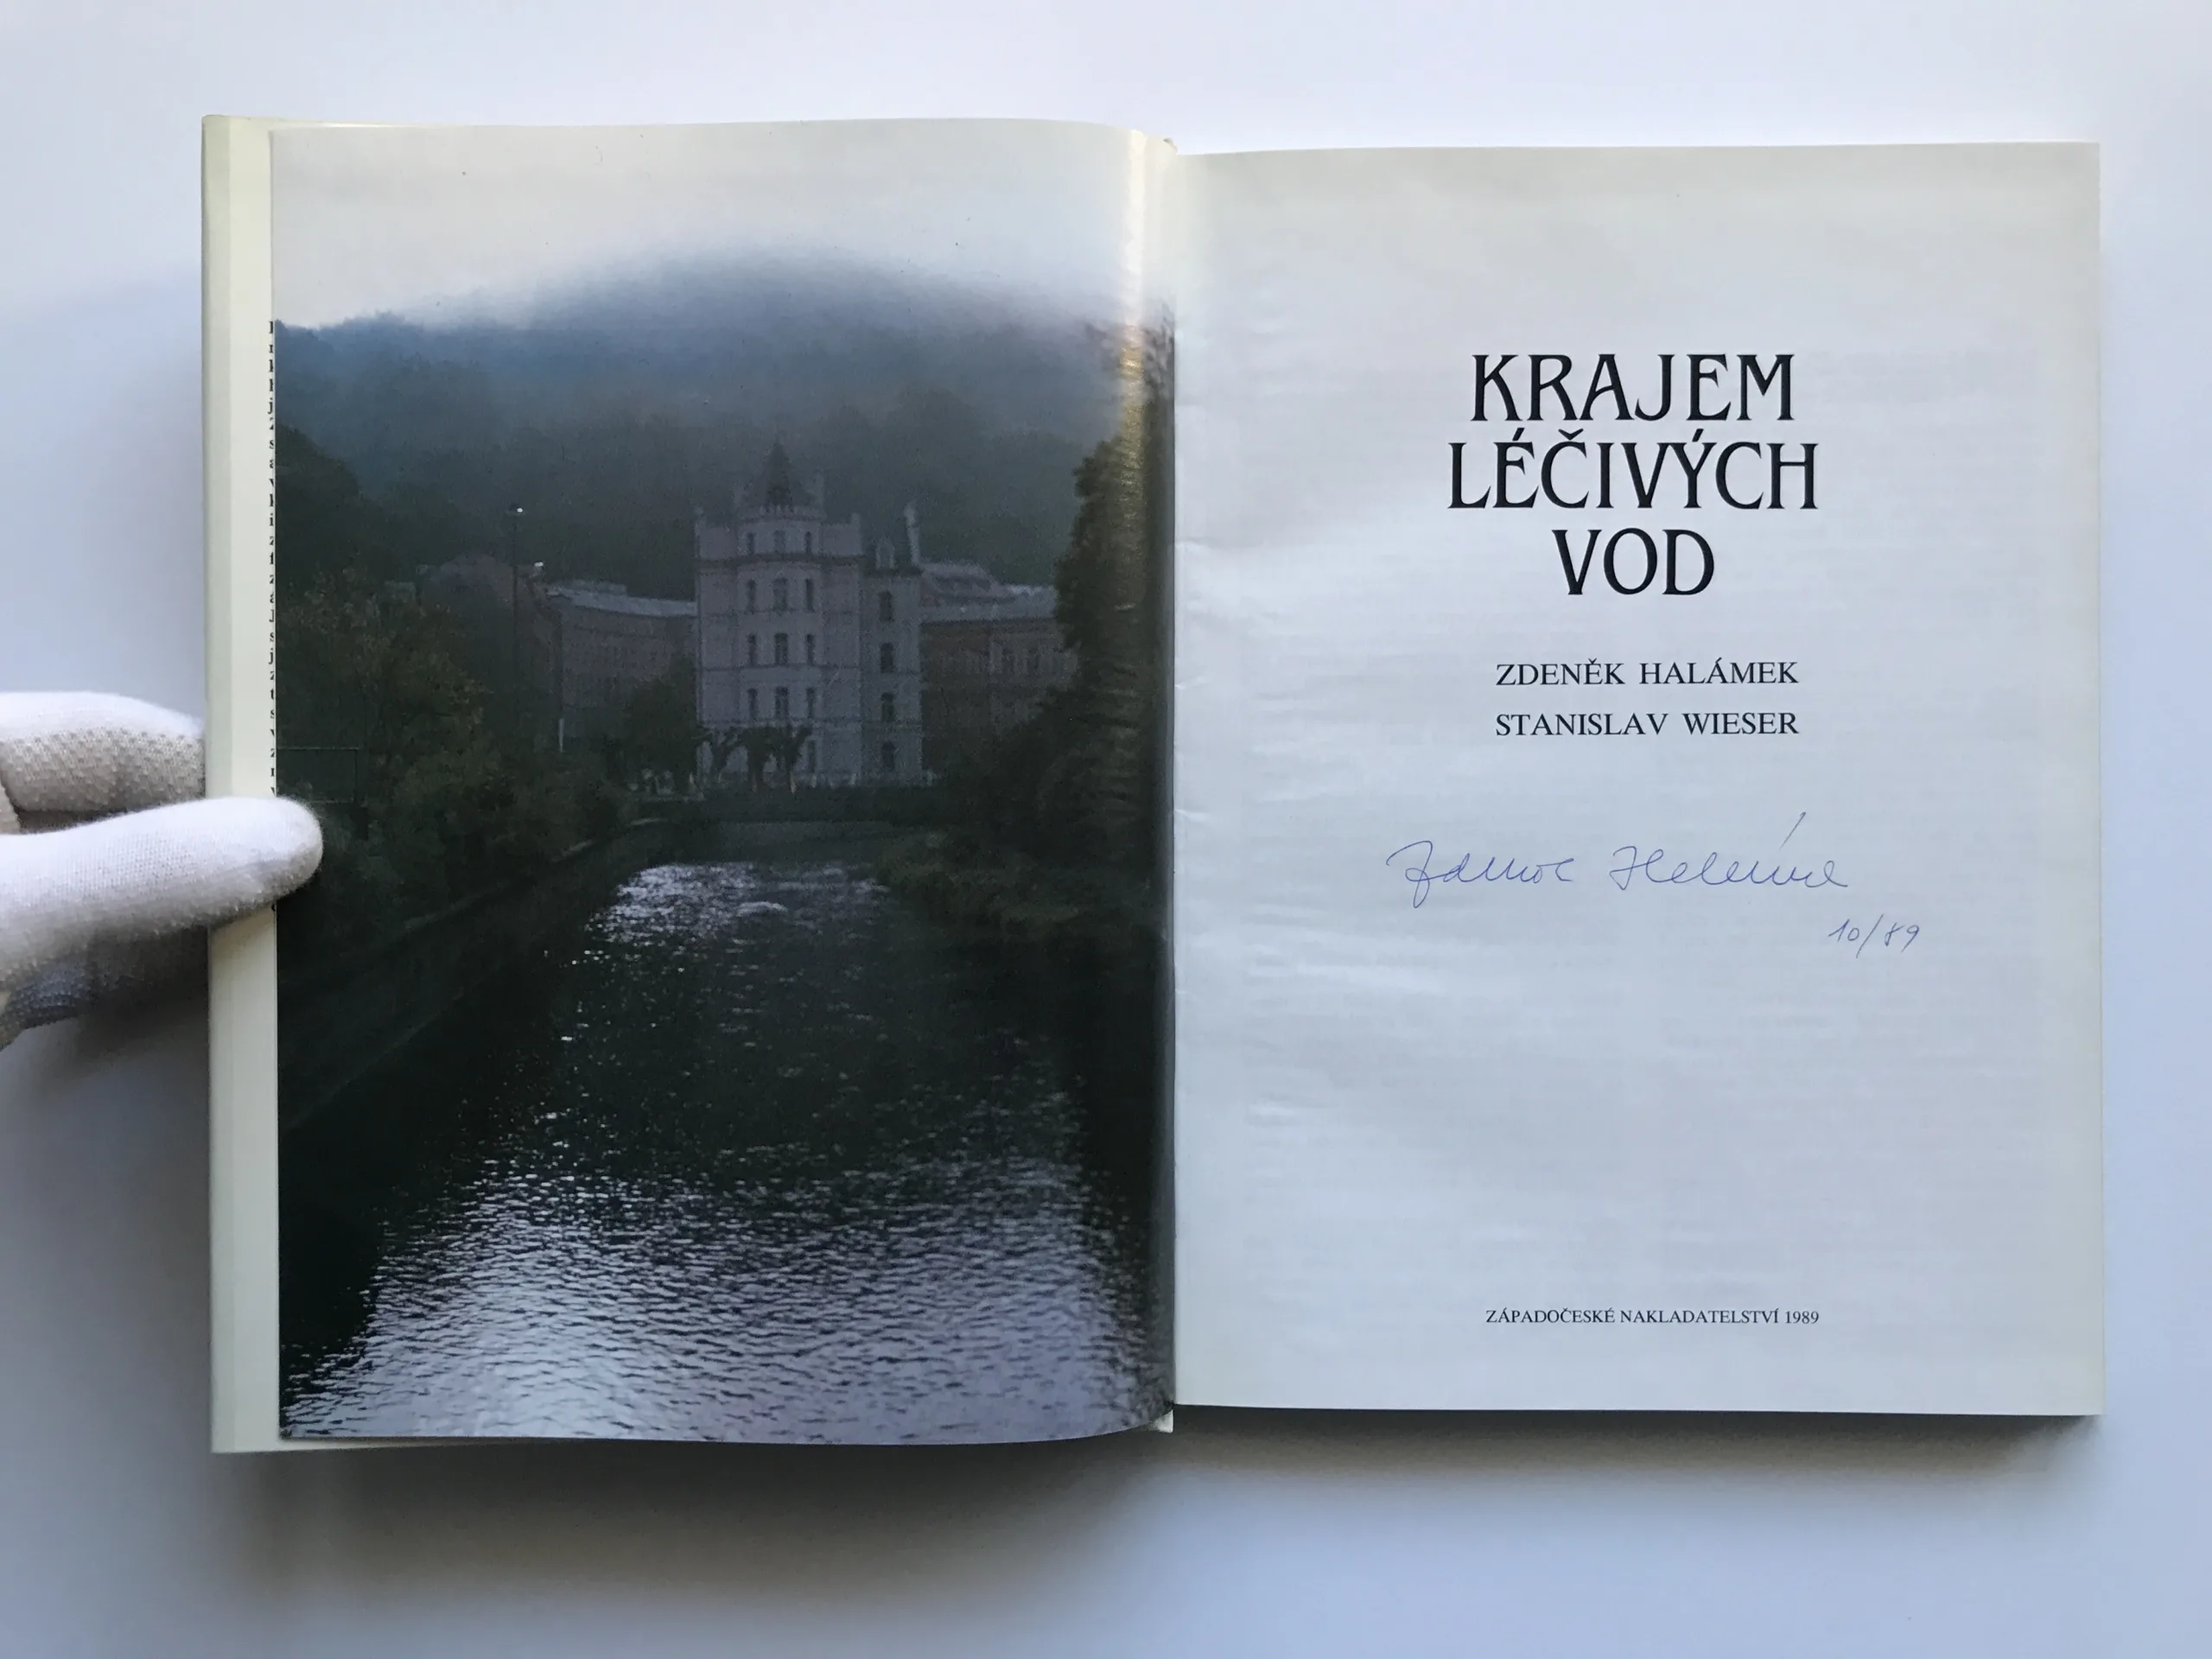 KRAJEM
LÉČIVÝCH
VOD
ZDENĚK HALÁMEK
STANISLAV WIESER
10/89
ZÁPADOČESKÉ NAKLADATELSTVÍ 1989